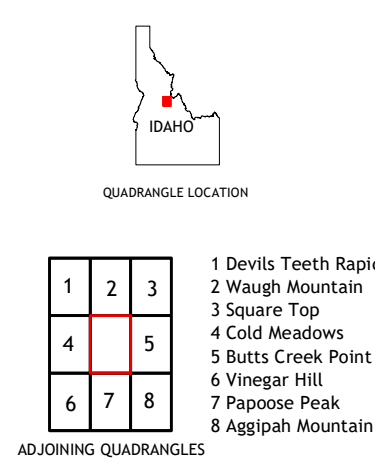 IDAHO
QUADRANGLE LOCATION
1 2 3
4 5
6 7 8
1 Devils Teeth
2 Waugh Mountain
3 Square Top
4 Cold Meadows
5 Butts Creek Point
6 Vinegar Hill
7 Papoose Peak
8 Aggipah Mountain
ADJOINING QUADRANGLES